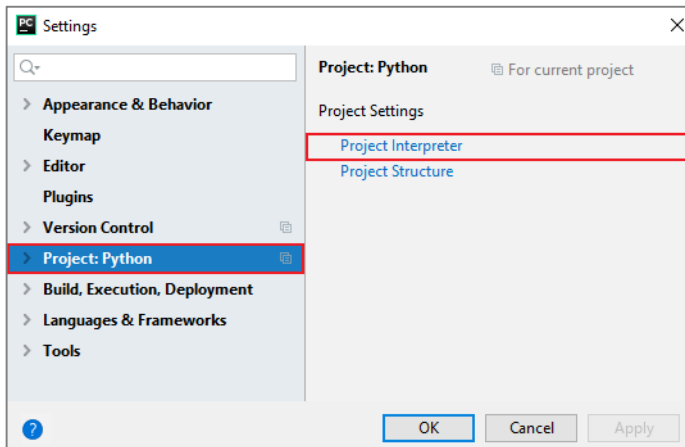 PC Settings
Appearance & Behavior
Keymap
Editor
Plugins
Version Control
Project: Python
Build, Execution, Deployment
Languages & Frameworks
Tools
Project: Python
For current project
Project Settings
Project Interpreter
Project Structure
?
OK
Cancel
Apply